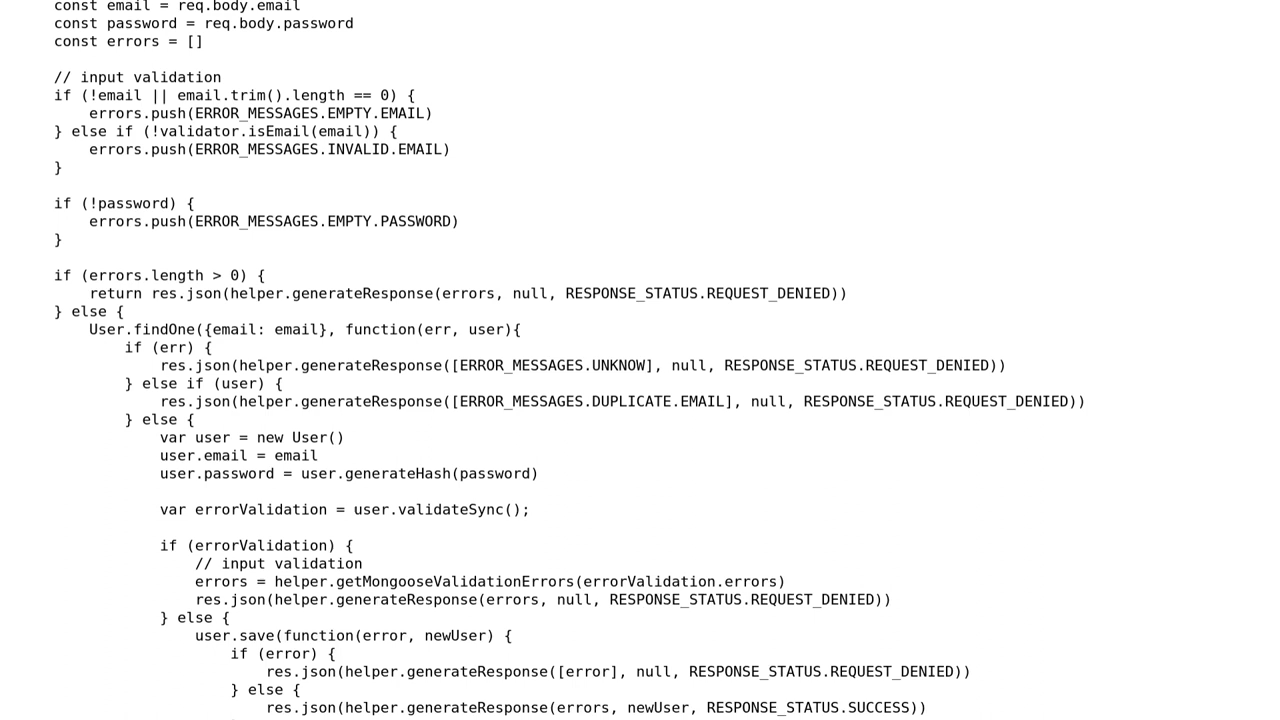 const email = req.body.email
const password = req.body.password
const errors = []
// input validation
if (!email || email.trim().length == 0) {
errors.push(ERROR_MESSAGES.EMPTY.EMAIL)
} else if (!validator.isEmail(email)) {
errors.push(ERROR_MESSAGES.INVALID.EMAIL)
}
if (!password) {
errors.push(ERROR_MESSAGES.EMPTY.PASSWORD)
}
if (errors.length > 0) {
return res.json(helper.generateResponse(errors, null, RESPONSE_STATUS.REQUEST_DENIED))
} else {
User.findOne({email: email}, function(err, user){
if (err) {
res.json(helper.generateResponse([ERROR_MESSAGES.UNKNOW], null, RESPONSE_STATUS.REQUEST_DENIED))
} else if (user) {
res.json(helper.generateResponse([ERROR_MESSAGES.DUPLICATE.EMAIL], null, RESPONSE_STATUS.REQUEST_DENIED))
} else {
var user = new User()
user.email = email
user.password = user.generateHash(password)
var errorValidation = user.validateSync();
if (errorValidation) {
// input validation
errors = helper.getMongooseValidationErrors(errorValidation.errors)
res.json(helper.generateResponse(errors, null, RESPONSE_STATUS.REQUEST_DENIED))
} else {
user.save(function(error, newUser) {
if (error) {
res.json(helper.generateResponse([error], null, RESPONSE_STATUS.REQUEST_DENIED))
} else {
res.json(helper.generateResponse(errors, newUser, RESPONSE_STATUS.SUCCESS))